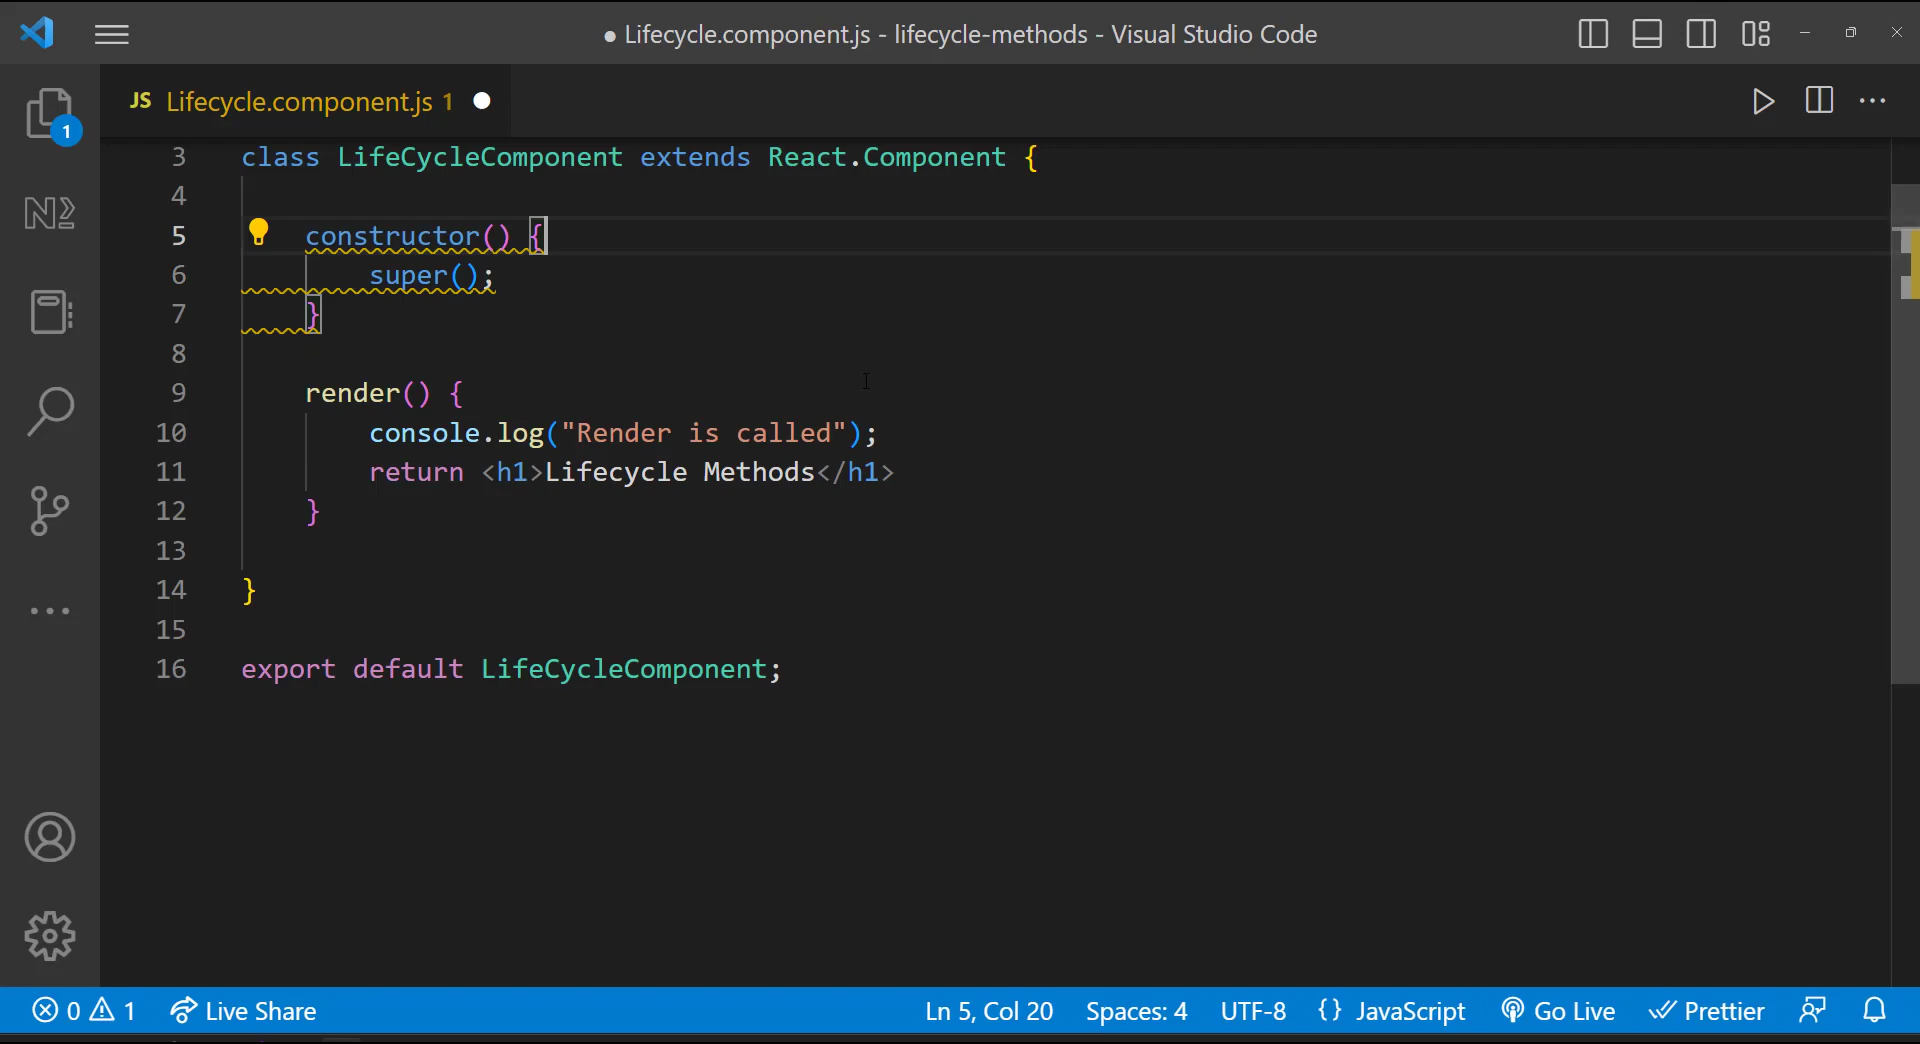 ● Lifecycle.component.js - lifecycle-methods - Visual Studio Code
JS Lifecycle.component.js 1 ●
1
3 class LifeCycleComponent extends React.Component {
4
5 constructor() {
6 super();
7 }
8
9 render() {
10 console.log("Render is called");
11 return <h1>Lifecycle Methods</h1>
12 }
13
14 }
15
16 export default LifeCycleComponent;
0 1 Live Share Ln 5, Col 20 Spaces: 4 UTF-8 {} JavaScript Go Live Prettier